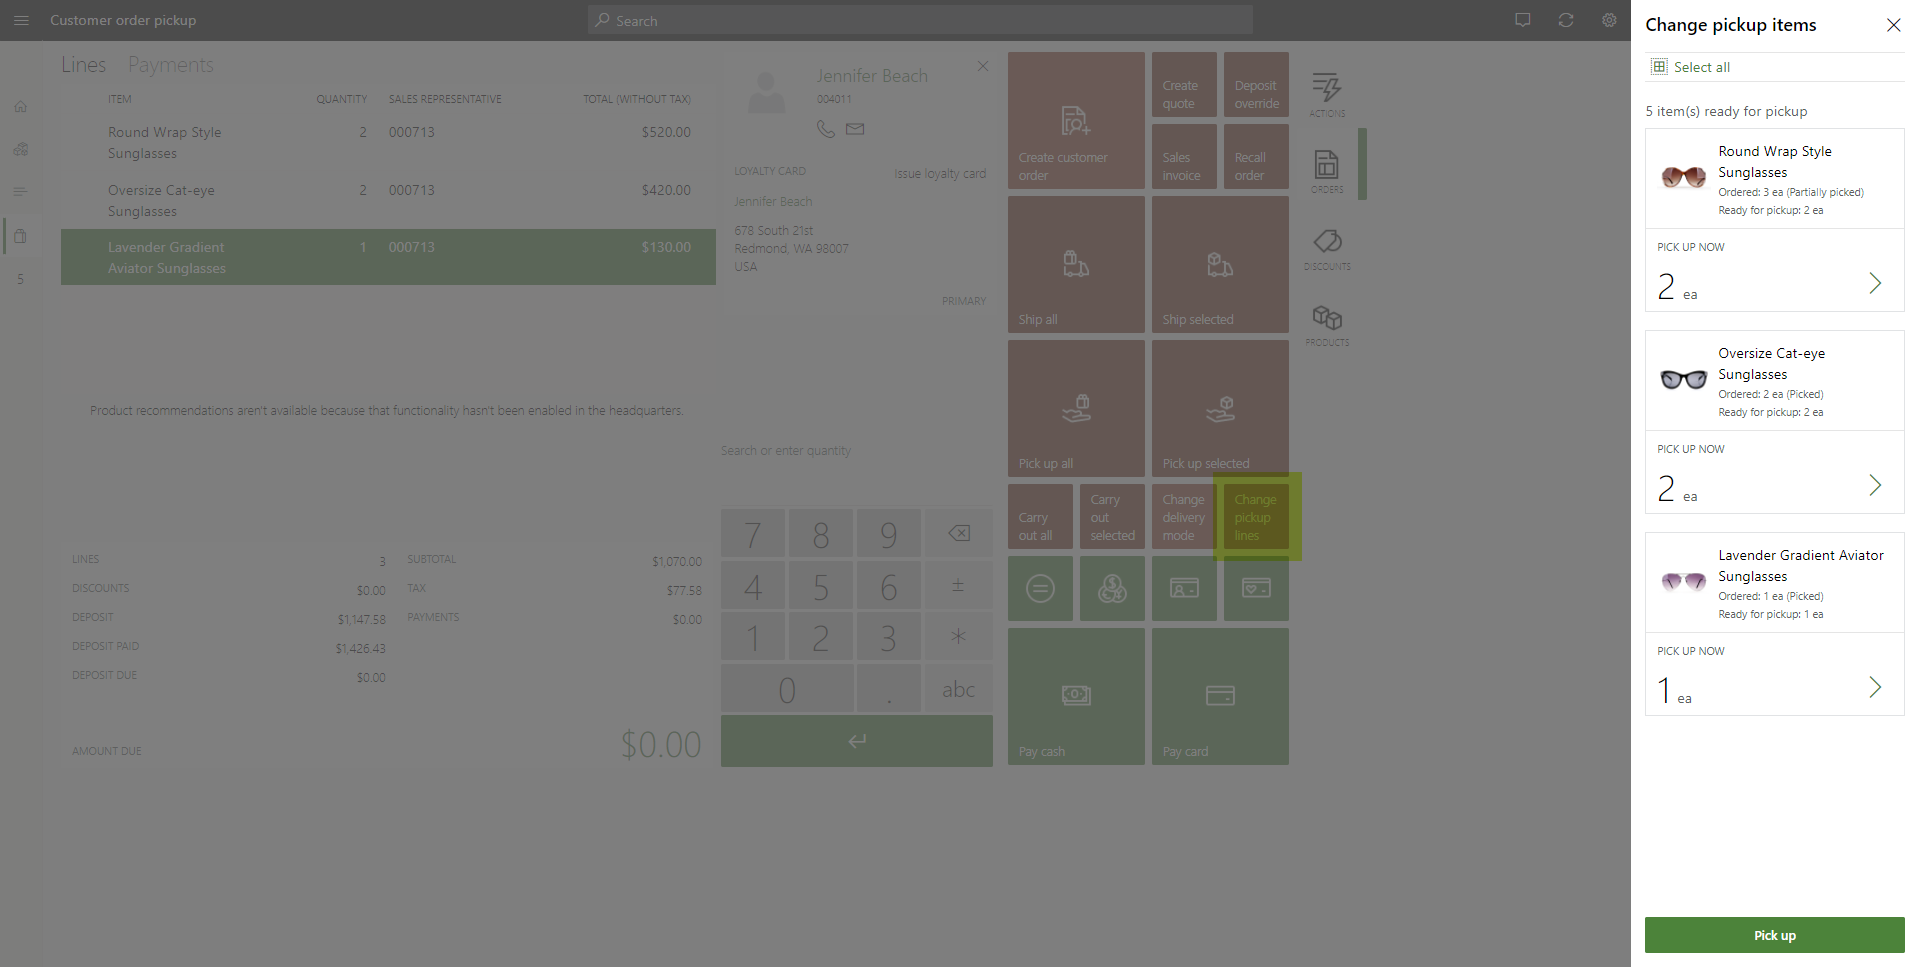 Customer order pickup
Search
Lines Payments
ITEM QUANTITY SALES REPRESENTATIVE TOTAL (WITHOUT TAX)
Round Wrap Style 2 000713 $520.00
Sunglasses
Oversize Cat-eye 2 000713 $420.00
Sunglasses
Lavender Gradient 1 000713 $130.00
Aviator Sunglasses
5
Product recommendations aren't available because that functionality hasn't been enabled in the headquarters.
LINES 3 SUBTOTAL $1,070.00
DISCOUNTS $0.00 TAX $77.58
DEPOSIT $1,147.58 PAYMENTS $0.00
DEPOSIT PAID $1,426.43
DEPOSIT DUE $0.00
AMOUNT DUE $0.00
Jennifer Beach
004011
LOYALTY CARD Issue loyalty card
Jennifer Beach
678 South 21st
Redmond, WA 98007
USA
PRIMARY
Search or enter quantity
7 8 9
4 5 6 ±
1 2 3 *
0 . abc
Create customer
order
Create
quote
Deposit
override
Sales
invoice
Recall
order
Ship all
Ship selected
Pick up all
Pick up selected
Carry
out all
Carry
out
selected
Change
delivery
mode
Change
pickup
lines
Pay cash
Pay card
ACTIONS
ORDERS
DISCOUNTS
PRODUCTS
Change pickup items
Select all
5 item(s) ready for pickup
Round Wrap Style
Sunglasses
Ordered: 3 ea (Partially picked)
Ready for pickup: 2 ea
PICK UP NOW
2 ea
Oversize Cat-eye
Sunglasses
Ordered: 2 ea (Picked)
Ready for pickup: 2 ea
PICK UP NOW
2 ea
Lavender Gradient Aviator
Sunglasses
Ordered: 1 ea (Picked)
Ready for pickup: 1 ea
PICK UP NOW
1 ea
Pick up